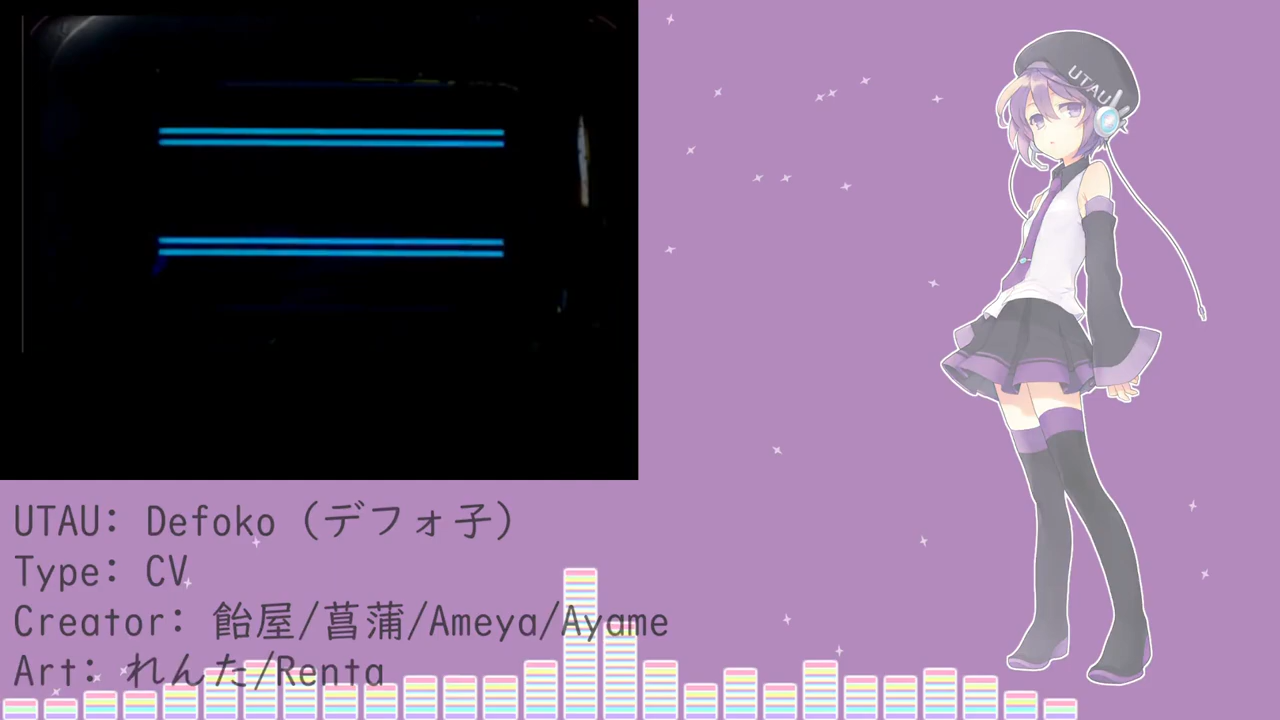 UTAU
UTAU: Defoko (デフォ子)
Type: CV
Creator: 飴屋/菖蒲/Ameya/Ayame
Art: れんた/Renta